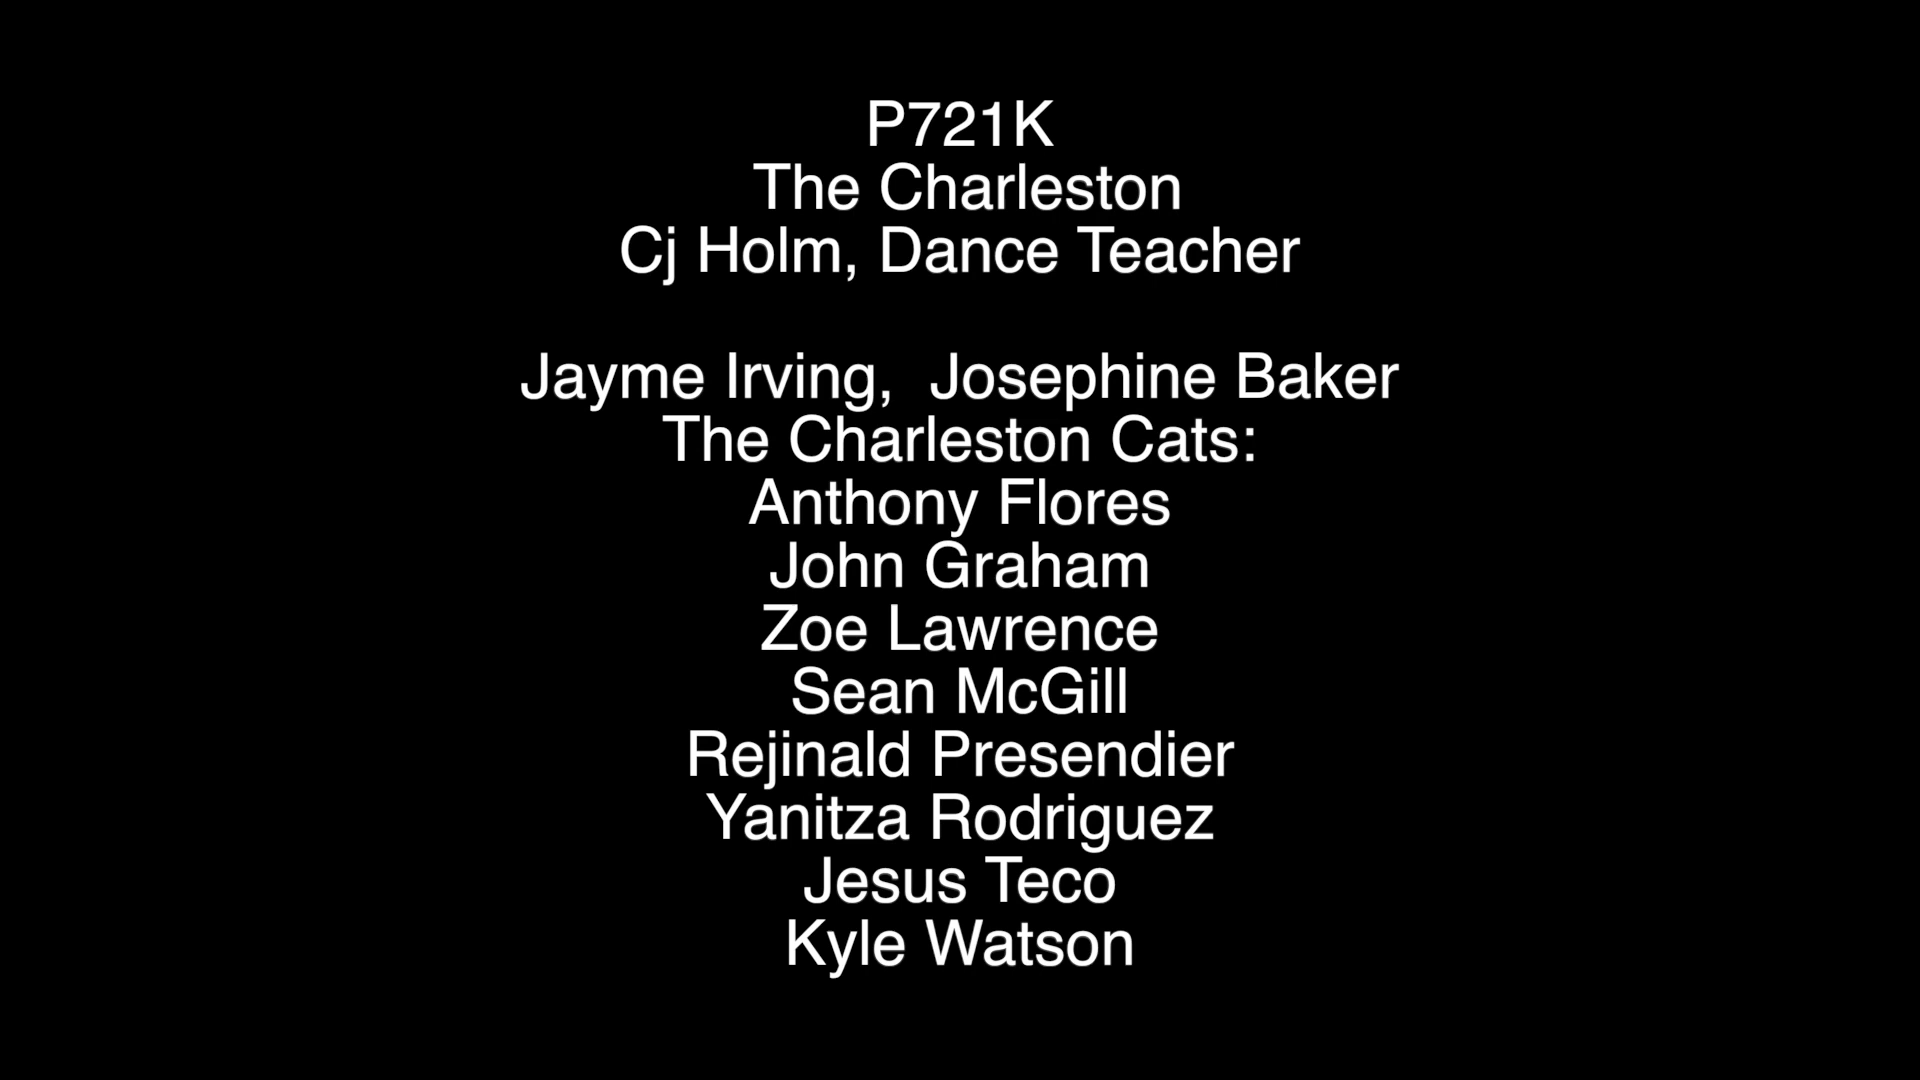 P721K
The Charleston
Cj Holm, Dance Teacher
Jayme Irving,  Josephine Baker
The Charleston Cats:
Anthony Flores
John Graham
Zoe Lawrence
Sean McGill
Rejinald Presendier
Yanitza Rodriguez
Jesus Teco
Kyle Watson